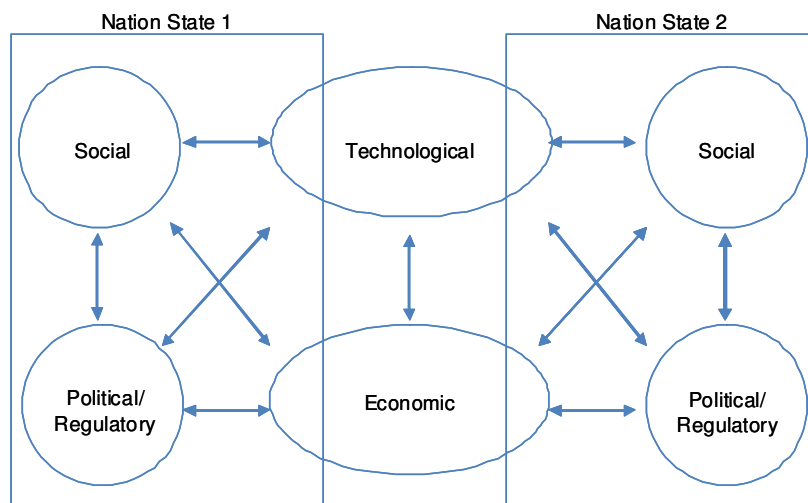 Nation State 1
Nation State 2
Social
Technological
Social
Political/
Regulatory
Economic
Political/
Regulatory